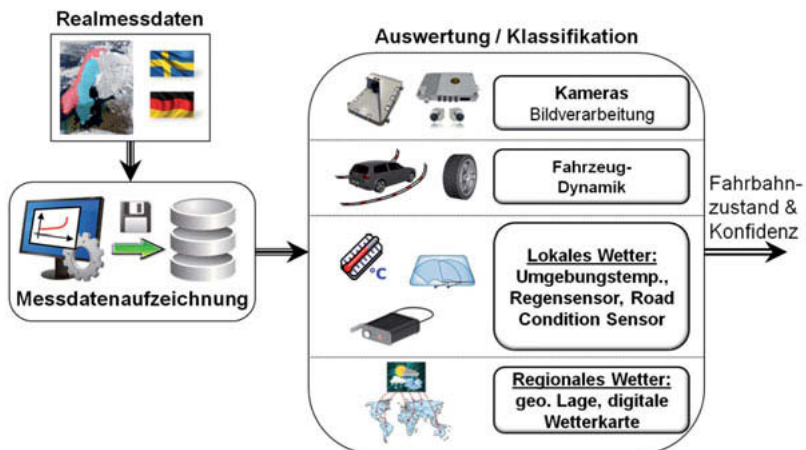 Realmessdaten
Messdatenaufzeichnung
Auswertung / Klassifikation
Kameras
Bildverarbeitung
Fahrzeug-
Dynamik
°C
Lokales Wetter:
Umgebungstemp.,
Regensensor, Road
Condition Sensor
Regionales Wetter:
geo. Lage, digitale
Wetterkarte
Fahrbahn-
zustand &
Konfidenz